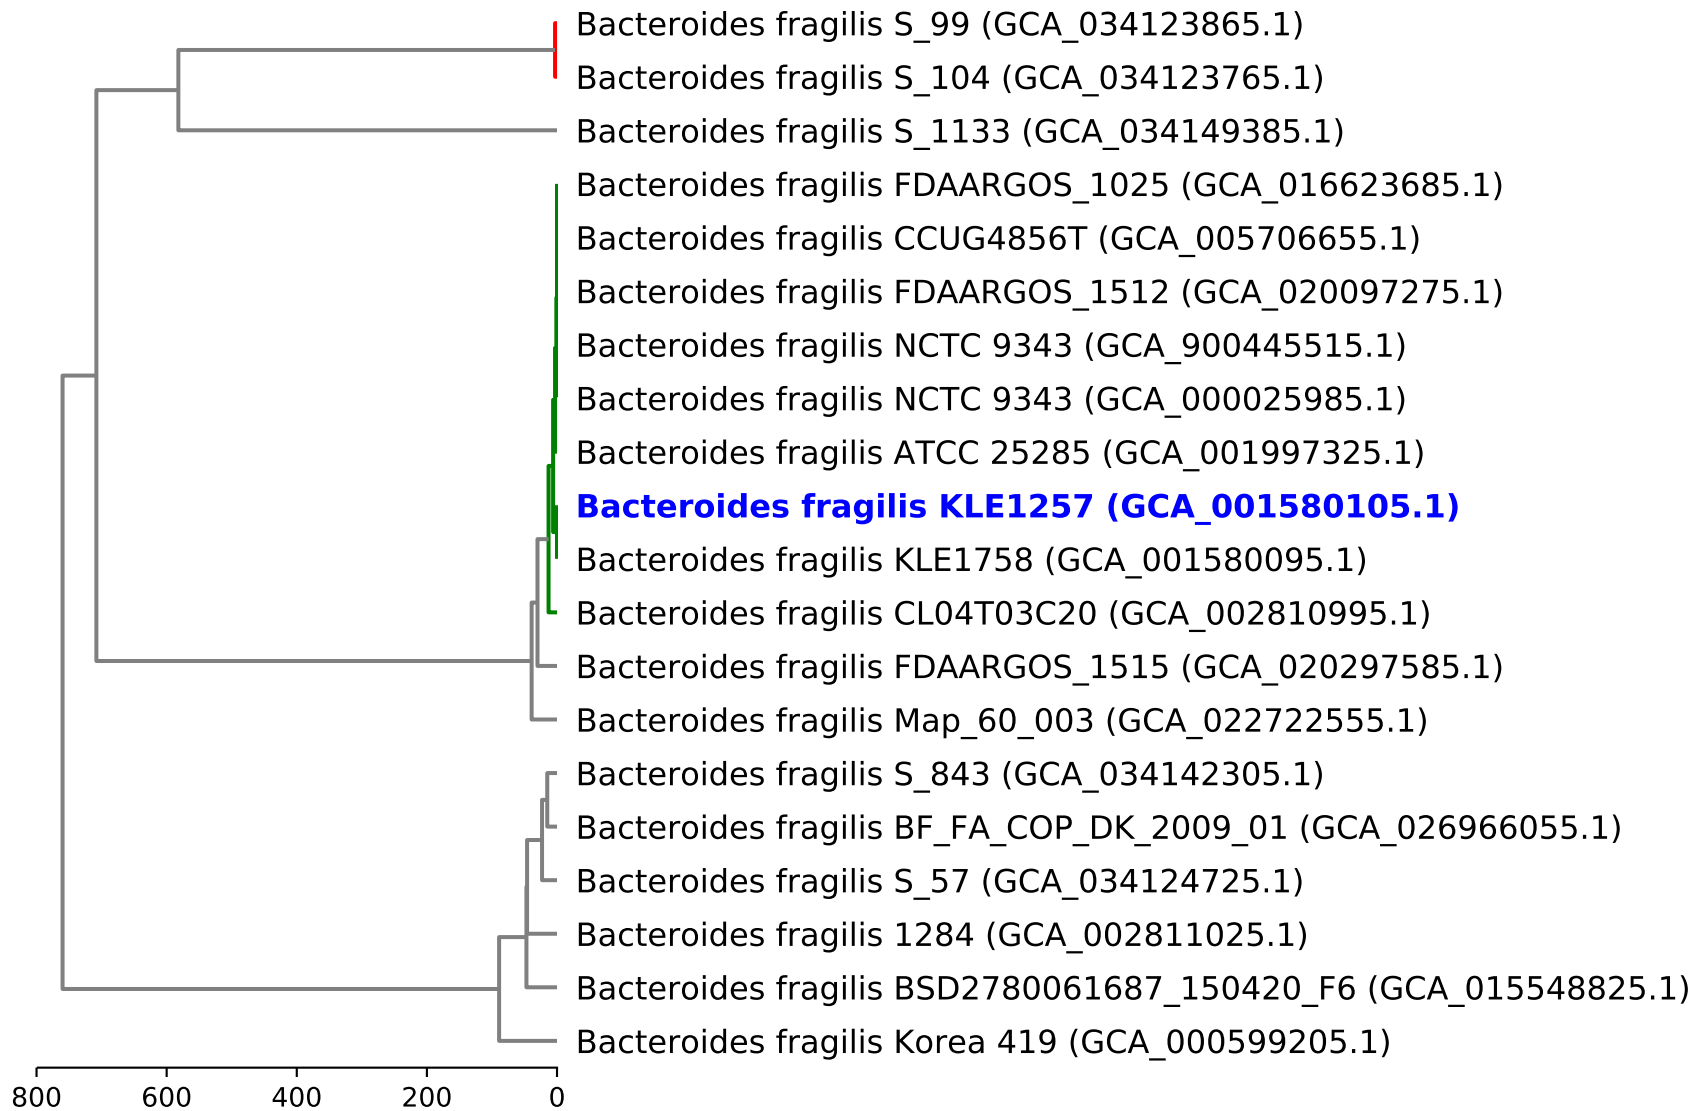 Bacteroides fragilis S_99 (GCA_034123865.1)
Bacteroides fragilis S_104 (GCA_034123765.1)
Bacteroides fragilis S_1133 (GCA_034149385.1)
Bacteroides fragilis FDAARGOS_1025 (GCA_016623685.1)
Bacteroides fragilis CCUG4856T (GCA_005706655.1)
Bacteroides fragilis FDAARGOS_1512 (GCA_020097275.1)
Bacteroides fragilis NCTC 9343 (GCA_900445515.1)
Bacteroides fragilis NCTC 9343 (GCA_000025985.1)
Bacteroides fragilis ATCC 25285 (GCA_001997325.1)
Bacteroides fragilis KLE1257 (GCA_001580105.1)
Bacteroides fragilis KLE1758 (GCA_001580095.1)
Bacteroides fragilis CL04T03C20 (GCA_002810995.1)
Bacteroides fragilis FDAARGOS_1515 (GCA_020297585.1)
Bacteroides fragilis Map_60_003 (GCA_022722555.1)
Bacteroides fragilis S_843 (GCA_034142305.1)
Bacteroides fragilis BF_FA_COP_DK_2009_01 (GCA_026966055.1)
Bacteroides fragilis S_57 (GCA_034124725.1)
Bacteroides fragilis 1284 (GCA_002811025.1)
Bacteroides fragilis BSD2780061687_150420_F6 (GCA_015548825.1)
Bacteroides fragilis Korea 419 (GCA_000599205.1)
800 600 400 200 0